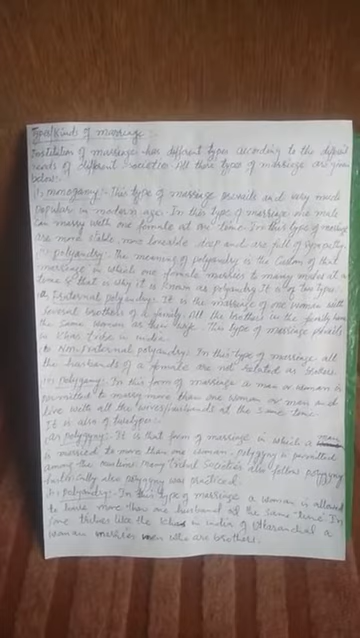 Types/Kinds of marriage:-
Institution of marriage has different types according to the different
needs of different societies. All these types of marriage are given
below:-
1) monogamy:- This type of marriage prevails and very much
popular in modern age. In this type of marriage one male
can marry with one female at a time. In this type of marriage
are more stable, more deep and are full of sympathy.
polyandry:- The meaning of polyandry is the custom of that
marriage in which one female marries to many males at a
time & that is why it is known as polyandry. It is of two types:-
a) Fraternal polyandry:- It is the marriage of one woman with
several brothers of a family. All the brothers in the family have
the same woman as their wife. This type of marriage prevails
in Khas tribe in india.
b) Non-fraternal polyandry:- In this type of marriage all
the husbands of a female are not related as brothers.
polygamy:- In this form of marriage a man or woman is
permitted to marry more than one woman or men and
live with all the wives/husbands at the same time.
It is also of two types:-
(a) polygyny:- It is that form of marriage in which a man
is married to more than one woman. polygyny is permitted
among the muslims. many tribal societies also follow polygyny
historically also polygyny was practiced.
b) polyandry:- In this type of marriage a woman is allowed
to have more than one husband at the same time. In
some tribes like the Khas in india of Uttaranchal a
woman marries men who are brothers.